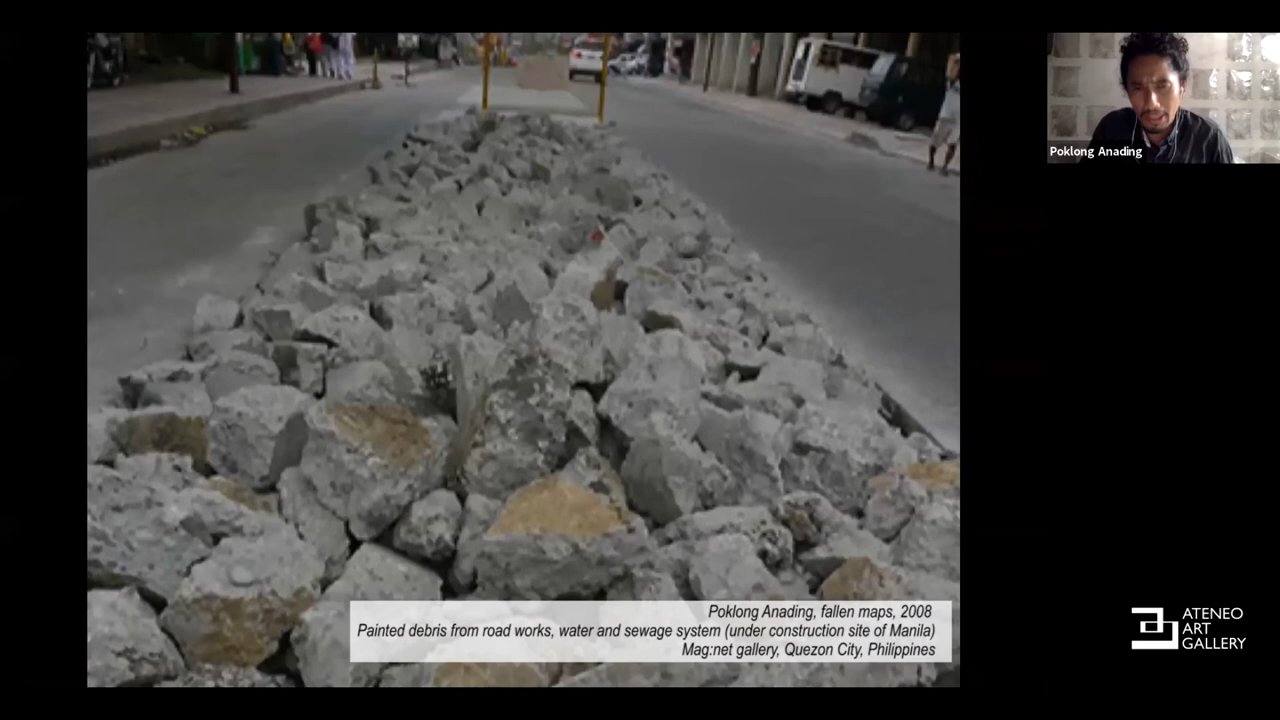 Poklong Anading
Poklong Anading, fallen maps, 2008
Painted debris from road works, water and sewage system (under construction site of Manila)
Mag:net gallery, Quezon City, Philippines
ATENEO
ART
GALLERY